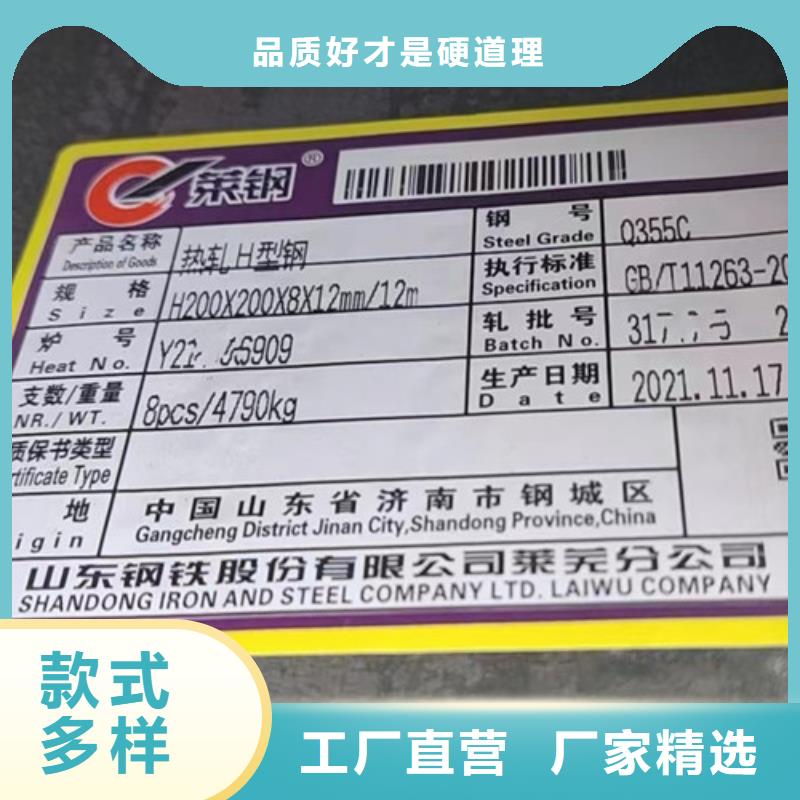 品质好才是硬道理
莱钢®
产品名称 热轧H型钢 钢号 Q355C
Description of Goods Steel Grade
规格 H200X200X8X12mm/12m 执行标准 GB/T11263-20
Size Specification
炉号 轧批号
Heat No. Batch No.
支数/重量 8pcs/4790kg 生产日期 2021.11.17
NR./WT. Date
质保书类型
rtificate Type
地 中国山东省济南市钢城区
igin Gangcheng District Jinan City,Shandong Province,China
山东钢铁股份有限公司莱芜分公司
SHANDONG IRON AND STEEL COMPANY LTD. LAIWU COMPANY
款式
多样
工厂直营 厂家精选